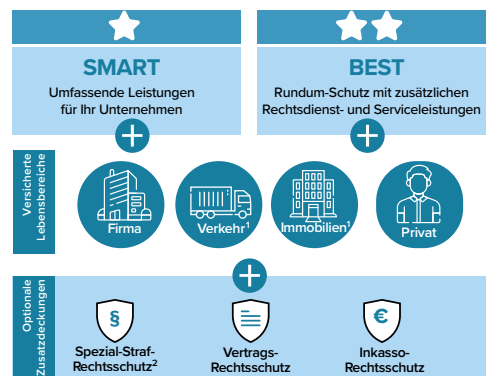 SMART
Umfassende Leistungen
für Ihr Unternehmen
BEST
Rundum-Schutz mit zusätzlichen
Rechtsdienst- und Serviceleistungen
Versicherte
Lebensbereiche
Firma
Verkehr¹
Immobilien¹
Privat
Optionale
Zusatzdeckungen
§
Spezial-Straf-
Rechtsschutz²
Vertrags-
Rechtsschutz
€
Inkasso-
Rechtsschutz